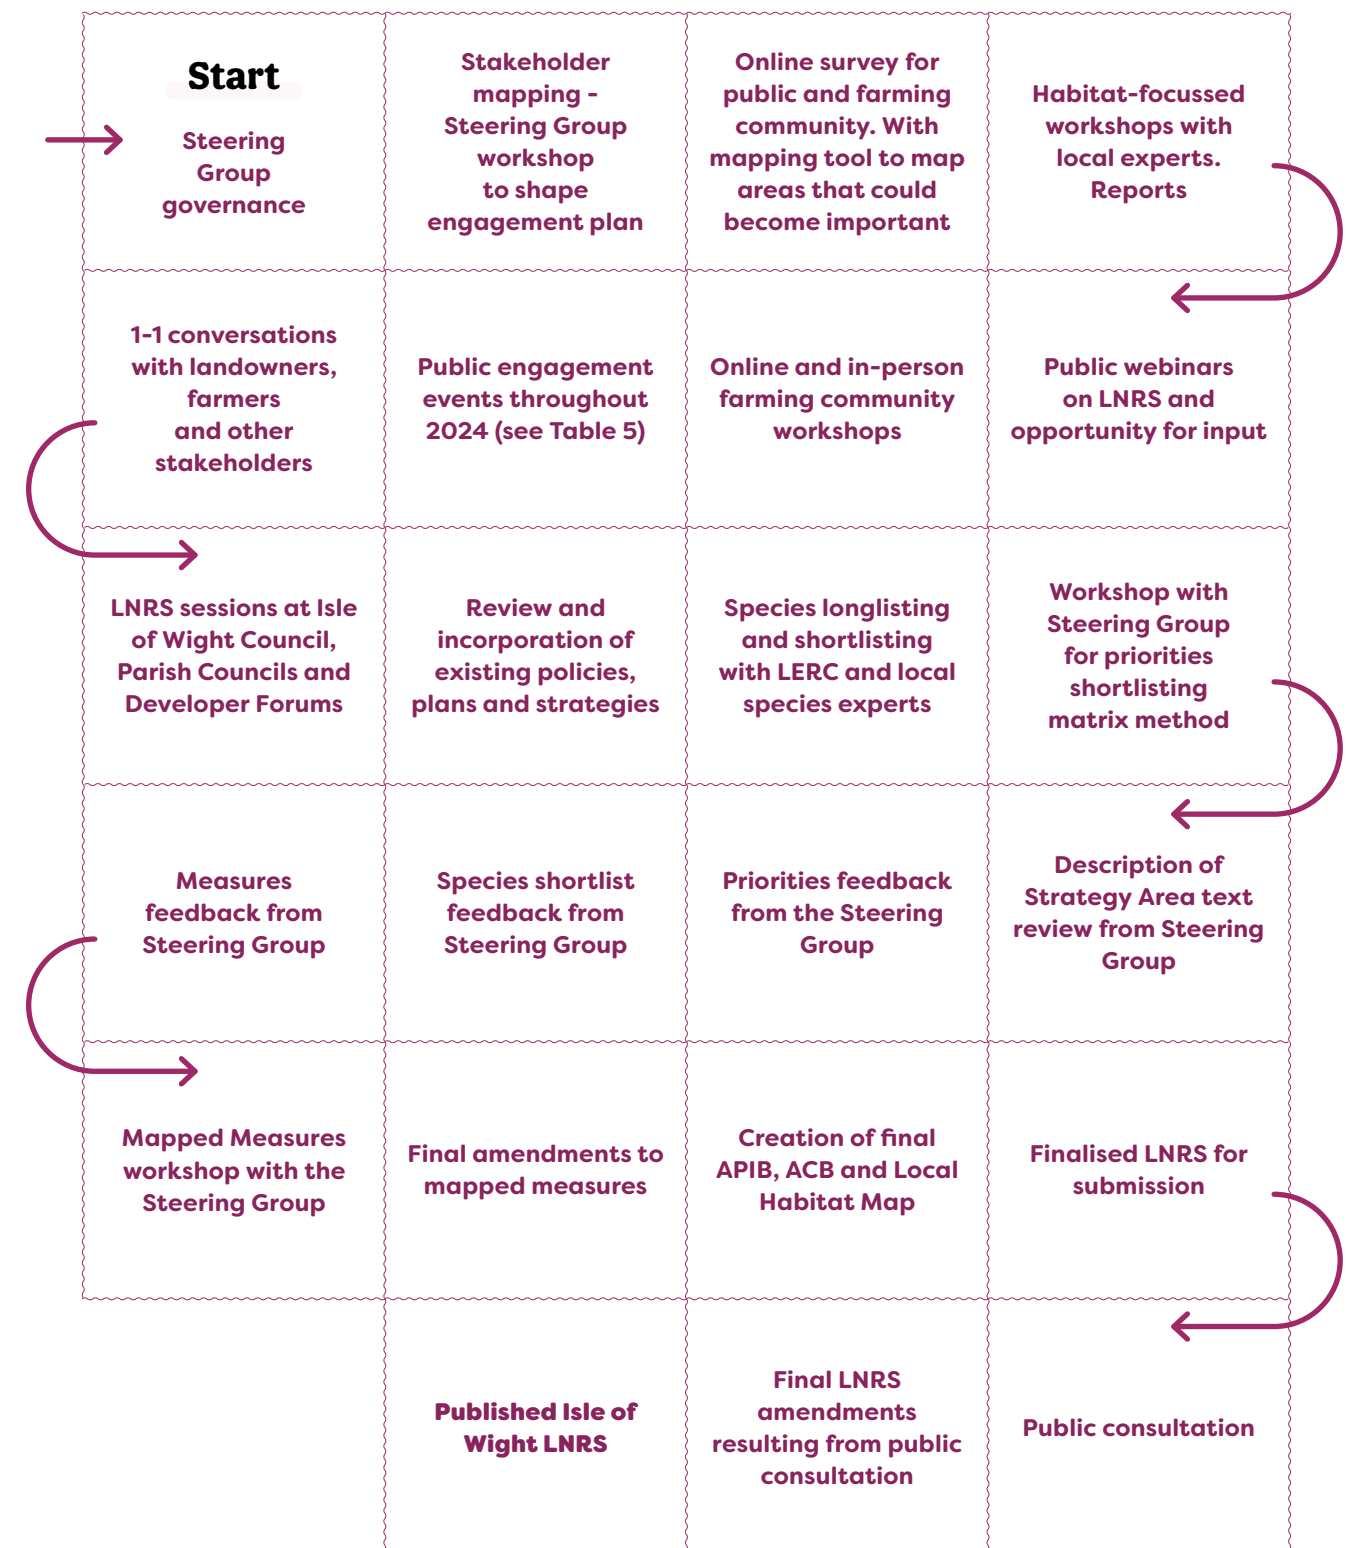 Start
Steering
Group
governance
Stakeholder
mapping -
Steering Group
workshop
to shape
engagement plan
Online survey for
public and farming
community. With
mapping tool to map
areas that could
become important
Habitat-focussed
workshops with
local experts.
Reports
Public webinars
on LNRS and
opportunity for input
Online and in-person
farming community
workshops
Public engagement
events throughout
2024 (see Table 5)
1-1 conversations
with landowners,
farmers
and other
stakeholders
LNRS sessions at Isle
of Wight Council,
Parish Councils and
Developer Forums
Review and
incorporation of
existing policies,
plans and strategies
Species longlisting
and shortlisting
with LERC and local
species experts
Workshop with
Steering Group
for priorities
shortlisting
matrix method
Description of
Strategy Area text
review from Steering
Group
Priorities feedback
from the Steering
Group
Species shortlist
feedback from
Steering Group
Measures
feedback from
Steering Group
Mapped Measures
workshop with the
Steering Group
Final amendments to
mapped measures
Creation of final
APIB, ACB and Local
Habitat Map
Finalised LNRS for
submission
Public consultation
Final LNRS
amendments
resulting from public
consultation
Published Isle of
Wight LNRS